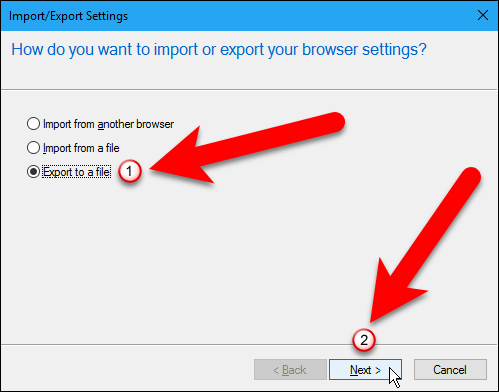 Import/Export Settings
How do you want to import or export your browser settings?
Import from another browser
Import from a file
Export to a file 1
2
< Back Next > Cancel